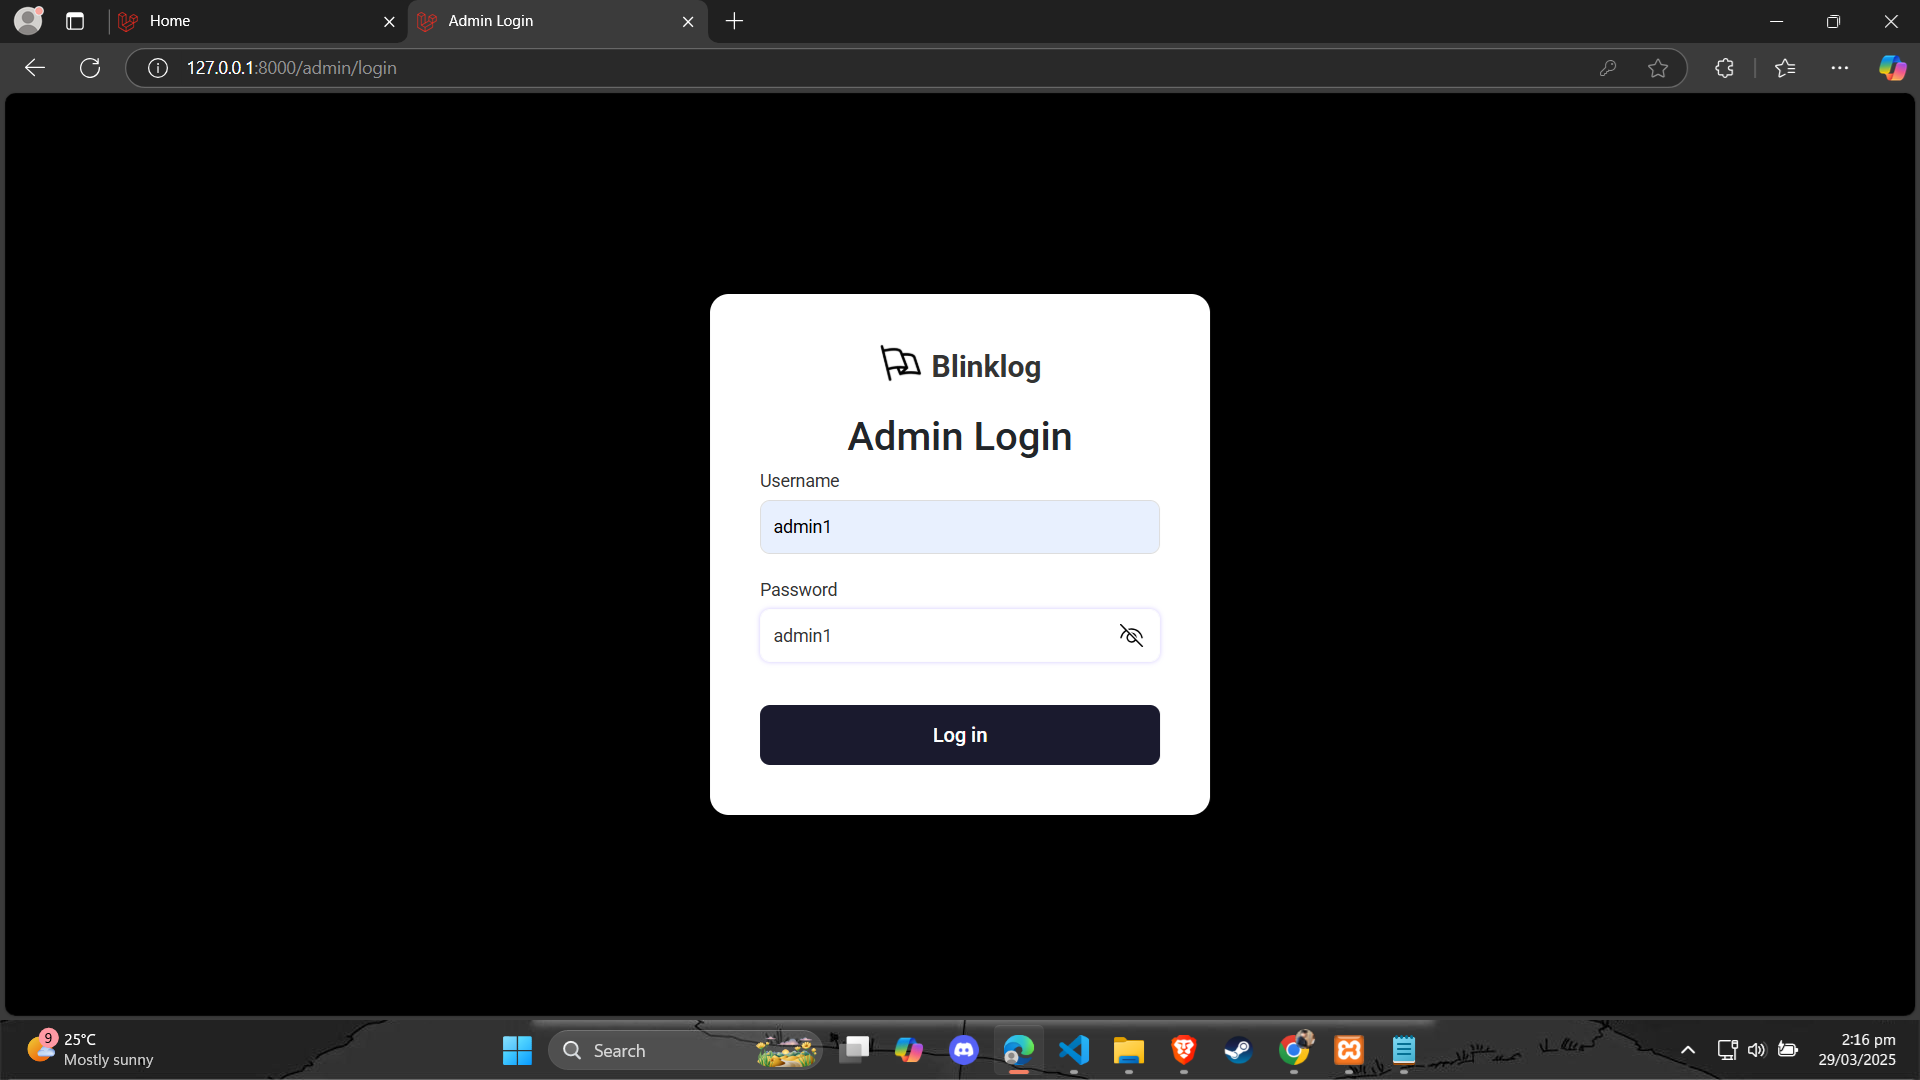 Home
Admin Login
127.0.0.1:8000/admin/login
Blinklog
Admin Login
Username
admin1
Password
admin1
Log in
9
25°C
Mostly sunny
Search
2:16 pm
29/03/2025